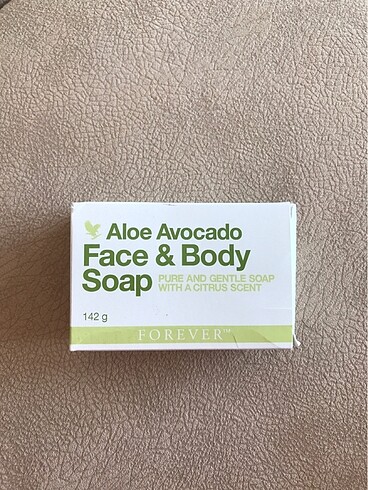 Aloe Avocado
Face & Body
Soap
PURE AND GENTLE SOAP
WITH A CITRUS SCENT
142 g
FOREVER™